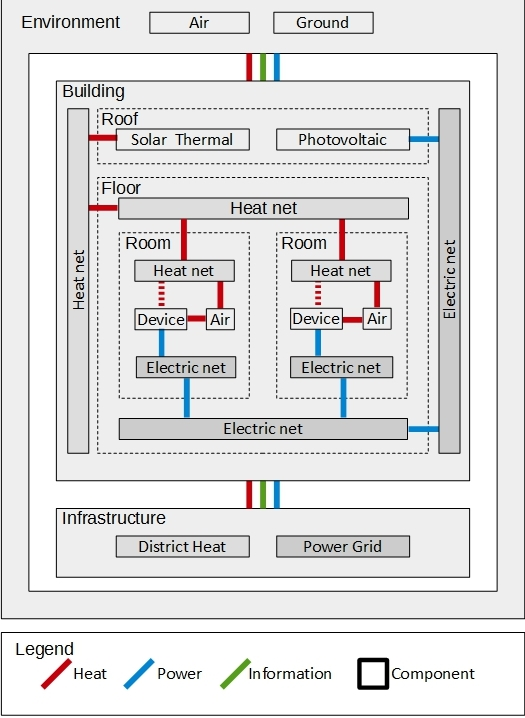 Environment
Air
Ground
Building
Roof
Solar Thermal
Photovoltaic
Floor
Heat net
Heat net
Electric net
Room
Room
Heat net
Heat net
Device
Air
Device
Air
Electric net
Electric net
Electric net
Infrastructure
District Heat
Power Grid
Legend
Heat
Power
Information
Component